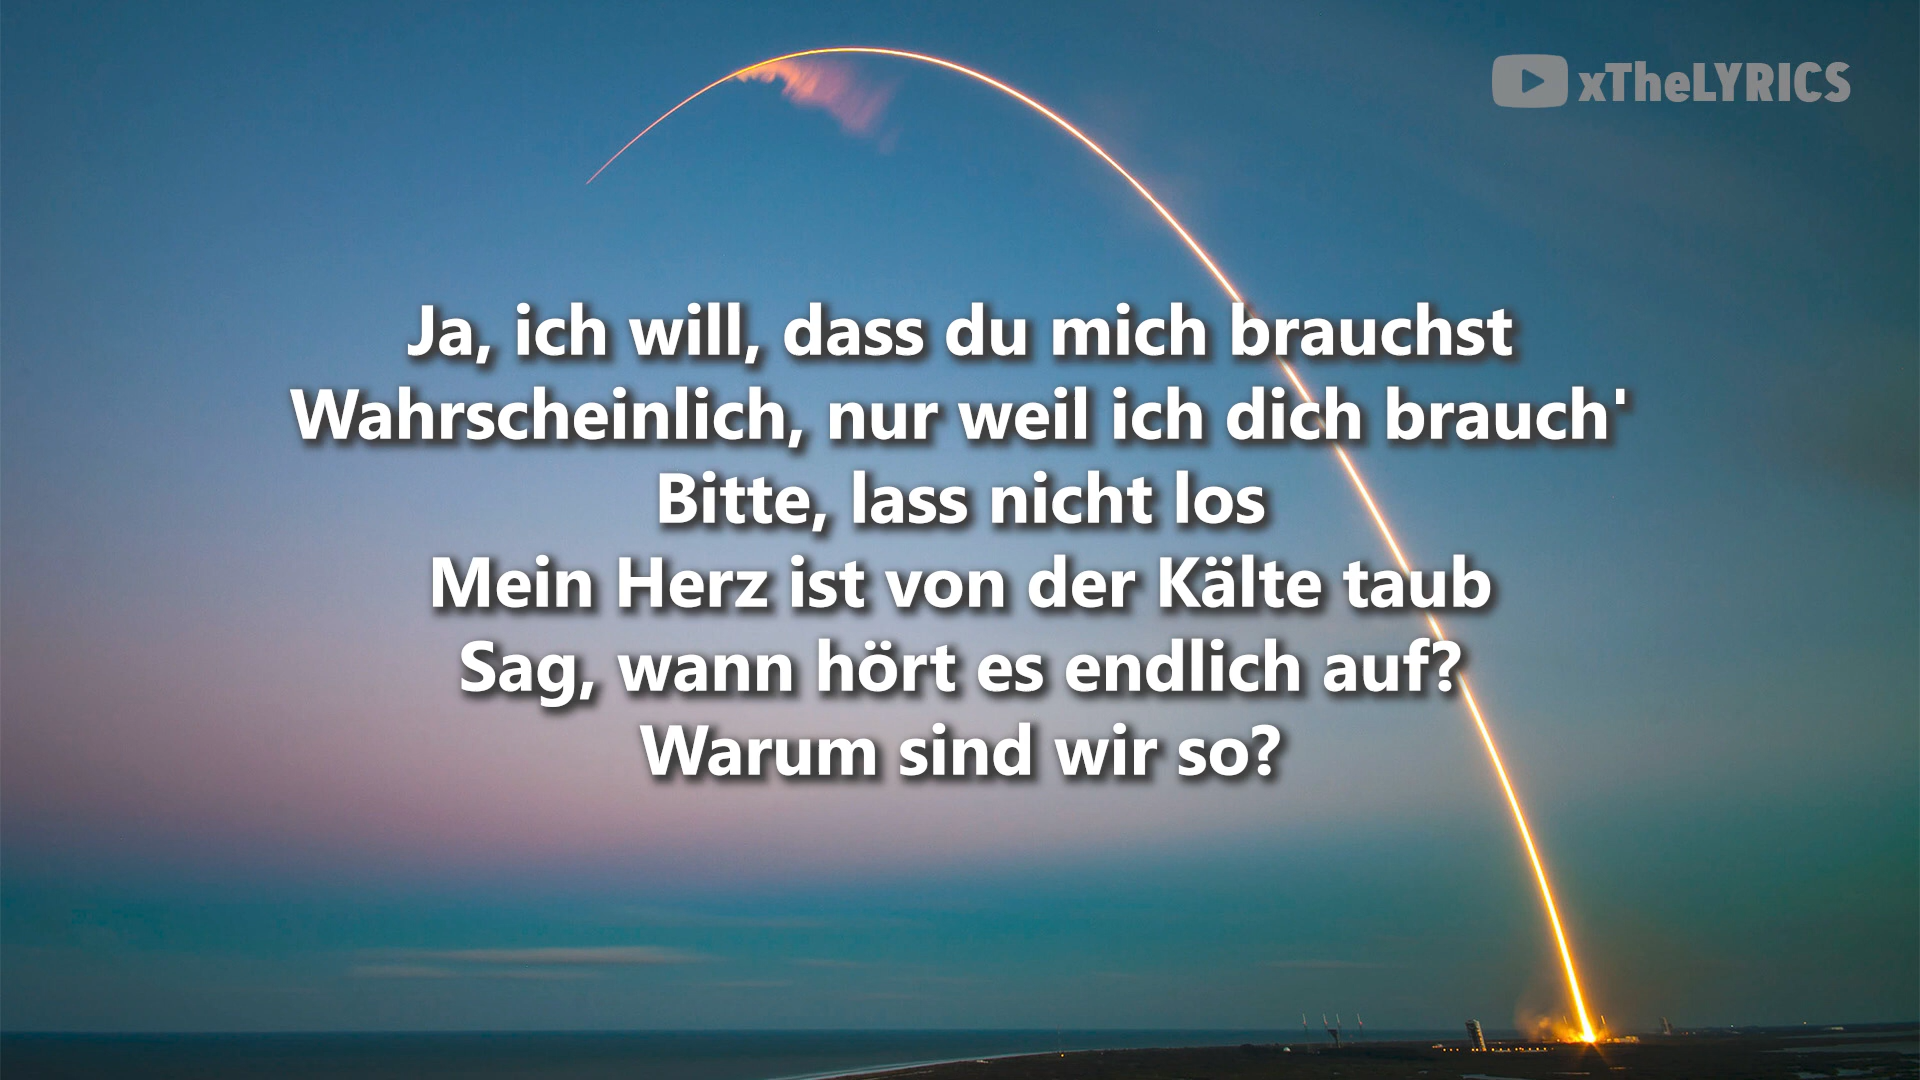 xTheLYRICS
Ja, ich will, dass du mich brauchst
Wahrscheinlich, nur weil ich dich brauch'
Bitte, lass nicht los
Mein Herz ist von der Kälte taub
Sag, wann hört es endlich auf?
Warum sind wir so?